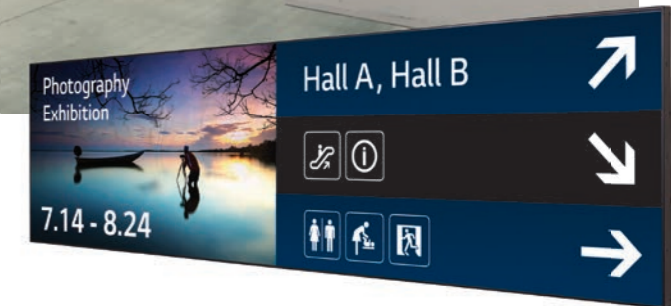 Photography
Exhibition
7.14 - 8.24
Hall A, Hall B
i